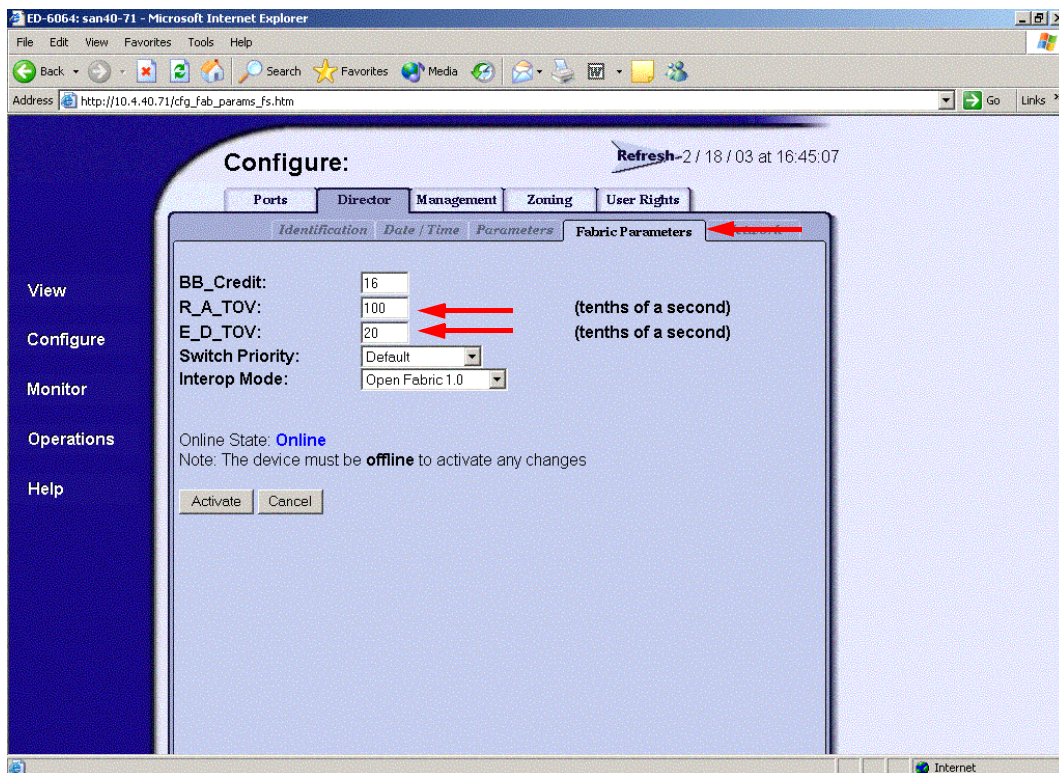 ED-6064: san40-71 - Microsoft Internet Explorer
File Edit View Favorites Tools Help
Back Search Favorites Media
Address http://10.4.40.71/cfg_fab_params_fs.htm Go Links
Configure: Refresh-2 / 18 / 03 at 16:45:07
Ports Director Management Zoning User Rights
Identification Date / Time Parameters Fabric Parameters
View
Configure
Monitor
Operations
Help
BB_Credit: 16
R_A_TOV: 100 (tenths of a second)
E_D_TOV: 20 (tenths of a second)
Switch Priority: Default
Interop Mode: Open Fabric 1.0
Online State: Online
Note: The device must be offline to activate any changes
Activate Cancel
Internet